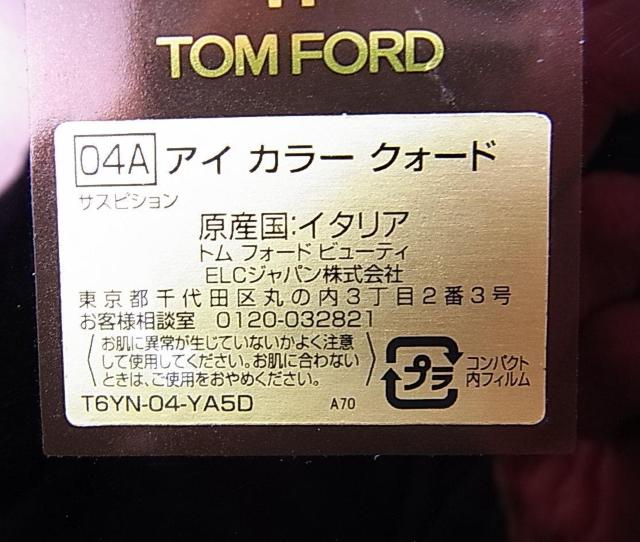 TOM FORD
04A アイ カラー クォード
サスピション
原産国:イタリア
トム フォード ビューティ
ELCジャパン株式会社
東京都千代田区丸の内3丁目2番3号
お客様相談室 0120-032821
お肌に異常が生じていないかよく注意
して使用してください。お肌に合わない
ときは、ご使用をおやめください。
プラ
コンパクト
内フィルム
T6YN-04-YA5D A70